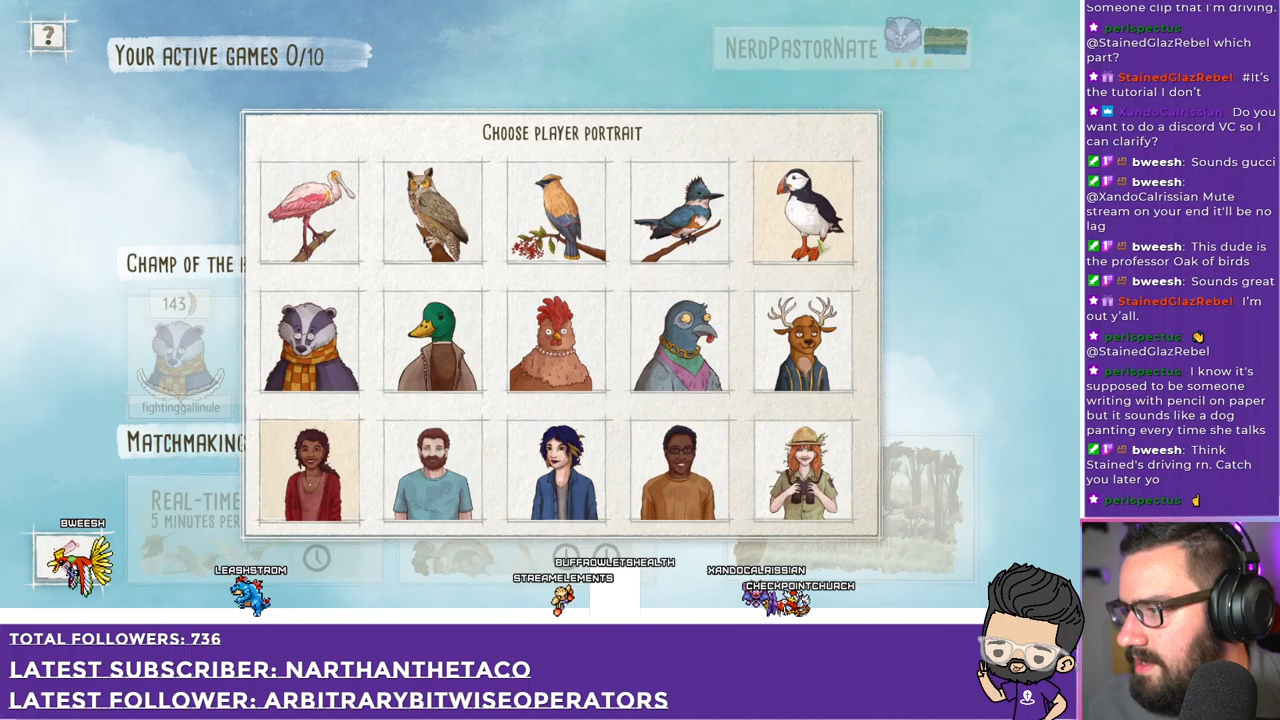 ?
YOUR ACTIVE GAMES 0/10
NERDPASTORNATE
CHOOSE PLAYER PORTRAIT
CHAMP OF THE
143
fightinggallinule
MATCHMAKING
REAL-TIME
5 MINUTES PER
BWEESH
LEASHSTROM
BUFFROWLETSHEALTH
STREAMELEMENTS
XANDOCALRISSIAN
CHECKPOINTCHURCH
TOTAL FOLLOWERS: 736
LATEST SUBSCRIBER: NARTHANTHETACO
LATEST FOLLOWER: ARBITRARYBITWISEOPERATORS
Someone clip that I'm driving.
perispectus
@StainedGlazRebel which
part?
StainedGlazRebel #It's
the tutorial I don't
XandoCalrissian Do you
want to do a discord VC so I
can clarify?
bweesh: Sounds gucci
bweesh:
@XandoCalrissian Mute
stream on your end it'll be no
lag
bweesh: This dude is
the professor Oak of birds
bweesh: Sounds great
StainedGlazRebel I'm
out y'all.
perispectus 👏
@StainedGlazRebel
perispectus I know it's
supposed to be someone
writing with pencil on paper
but it sounds like a dog
panting every time she talks
bweesh: Think
Stained's driving rn. Catch
you later yo
perispectus ☝